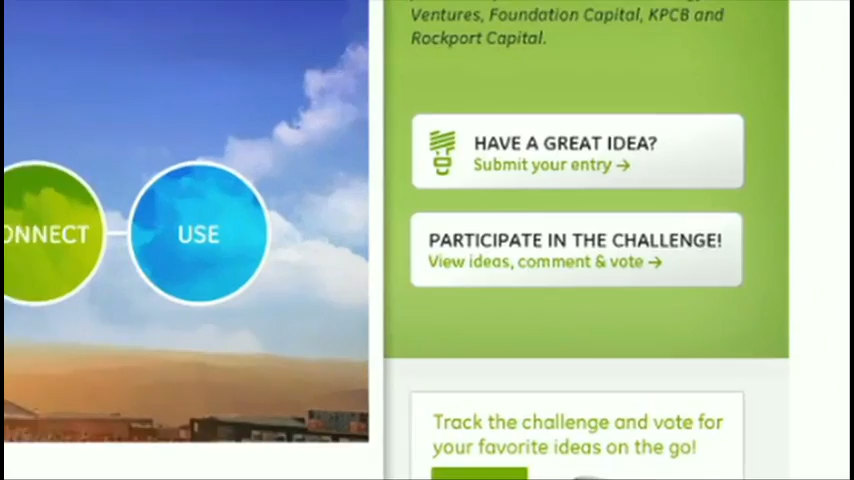 Ventures, Foundation Capital, KPCB and
Rockport Capital.
HAVE A GREAT IDEA?
Submit your entry →
PARTICIPATE IN THE CHALLENGE!
View ideas, comment & vote →
ONNECT
USE
Track the challenge and vote for
your favorite ideas on the go!